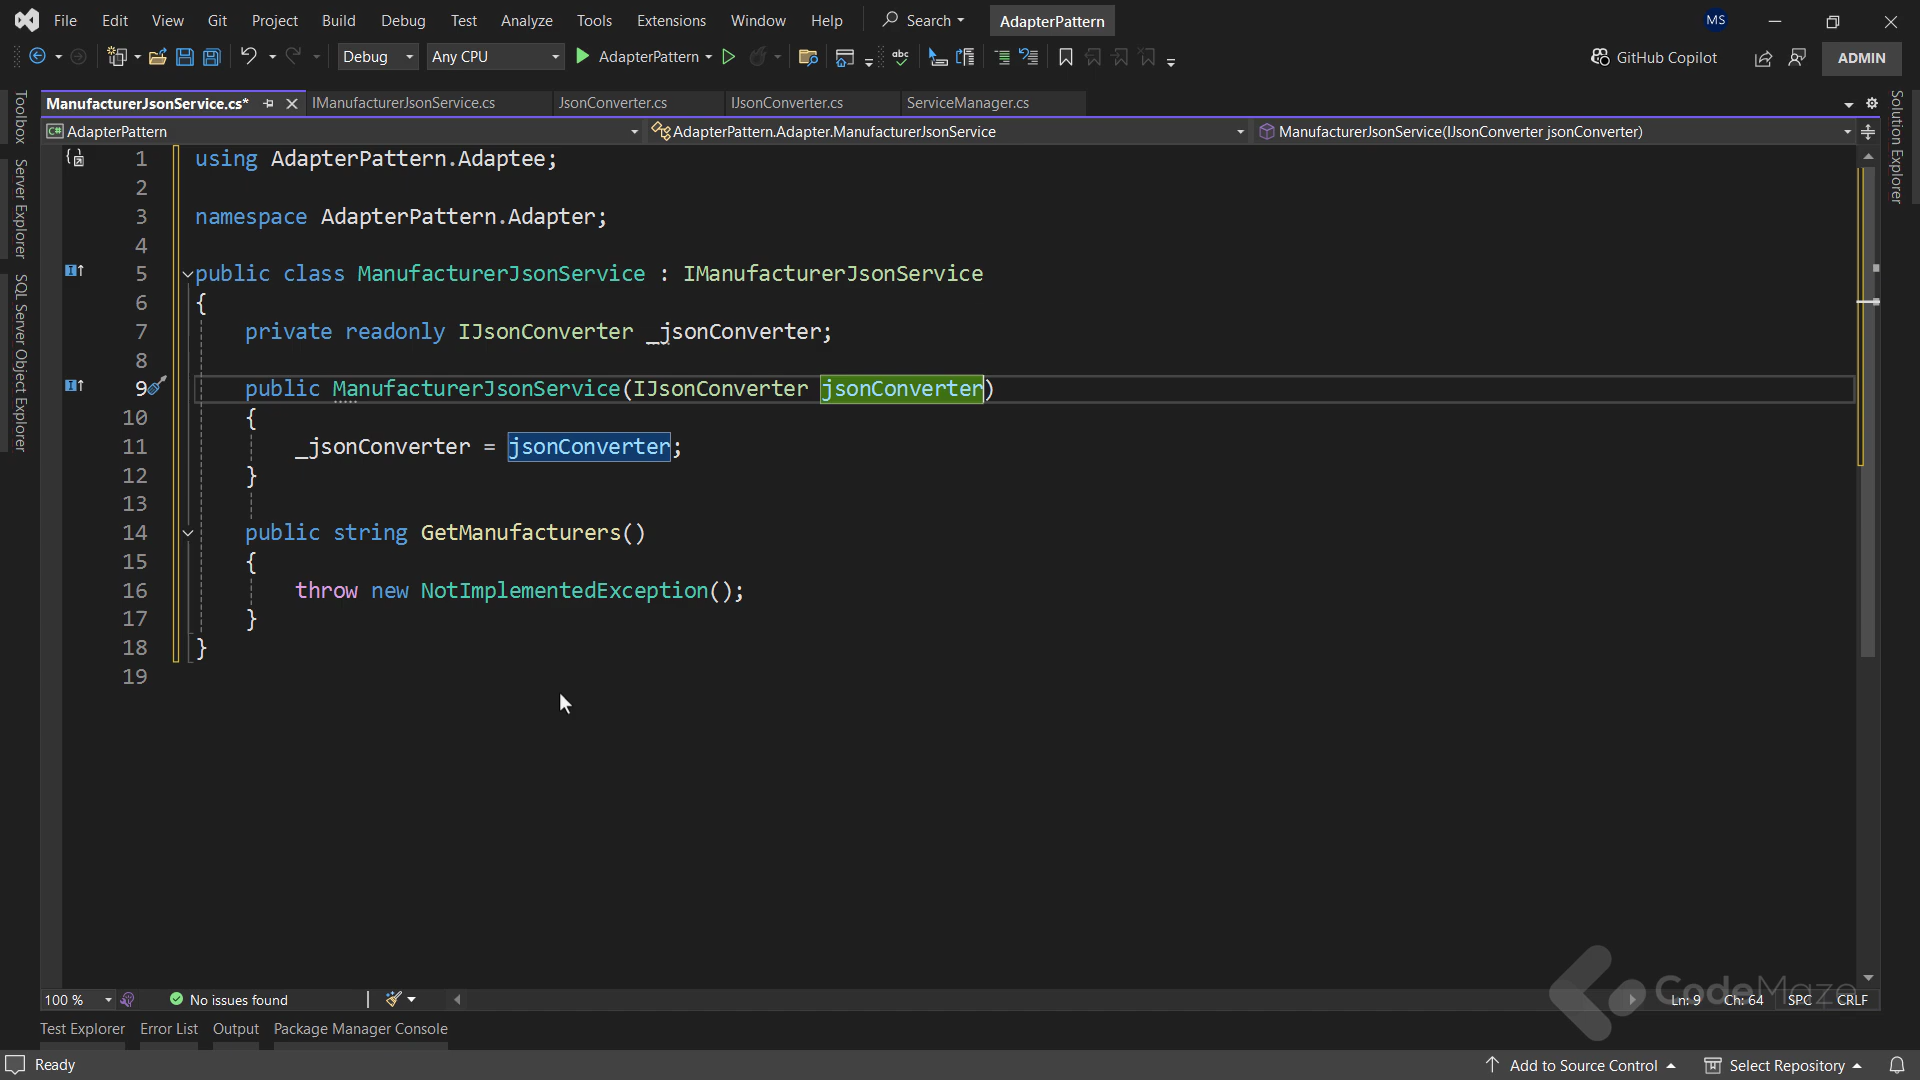 File Edit View Git Project Build Debug Test Analyze Tools Extensions Window Help Search AdapterPattern MS
Debug Any CPU AdapterPattern abc GitHub Copilot ADMIN
ManufacturerJsonService.cs* IManufacturerJsonService.cs JsonConverter.cs IJsonConverter.cs ServiceManager.cs
C# AdapterPattern AdapterPattern.Adapter.ManufacturerJsonService ManufacturerJsonService(IJsonConverter jsonConverter)
Toolbox
Server Explorer
SQL Server Object Explorer
Solution Explorer
1 using AdapterPattern.Adaptee;
2
3 namespace AdapterPattern.Adapter;
4
5 public class ManufacturerJsonService : IManufacturerJsonService
6 {
7 private readonly IJsonConverter _jsonConverter;
8
9 public ManufacturerJsonService(IJsonConverter jsonConverter)
10 {
11 _jsonConverter = jsonConverter;
12 }
13
14 public string GetManufacturers()
15 {
16 throw new NotImplementedException();
17 }
18 }
19
CodeMaze
100 % No issues found Ln: 9 Ch: 64 SPC CRLF
Test Explorer Error List Output Package Manager Console
Ready Add to Source Control Select Repository